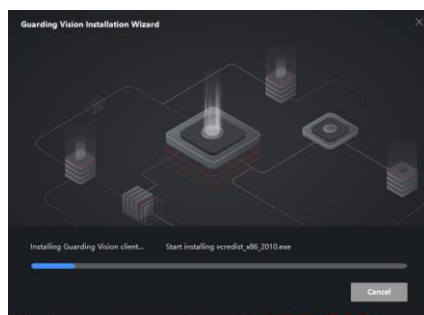 Guarding Vision Installation Wizard
Installing Guarding Vision client... Start installing vcredist_x86_2010.exe
Cancel